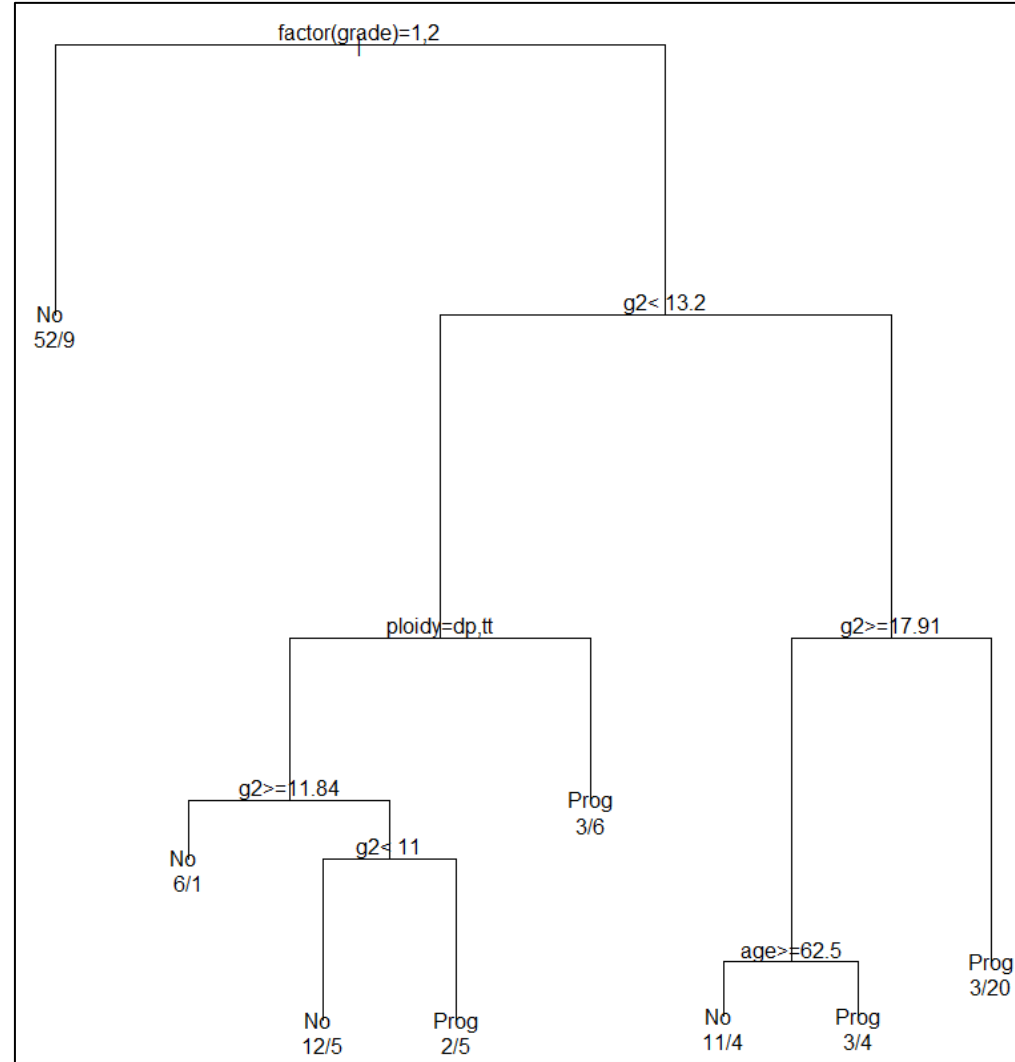 factor(grade)=1,2
No
52/9
g2< 13.2
ploidy=dp,tt
g2>=17.91
g2>=11.84
Prog
3/6
No
6/1
g2< 11
age>=62.5
Prog
3/20
No
12/5
Prog
2/5
No
11/4
Prog
3/4